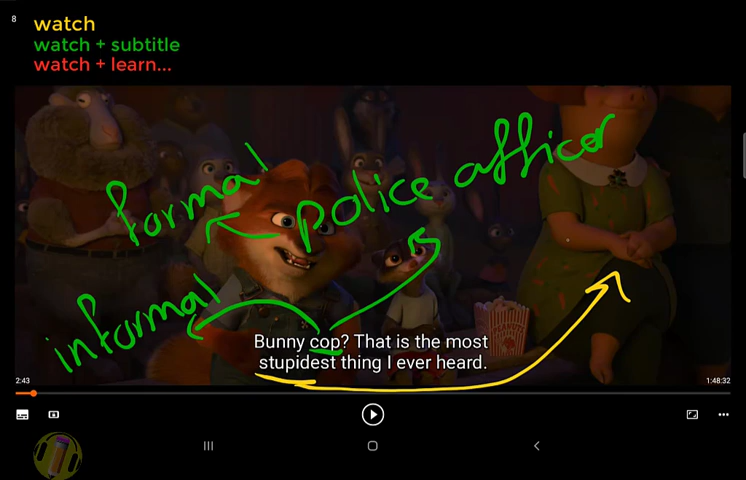 8
watch
watch + subtitle
watch + learn...
formal
police officer
informal
Bunny cop? That is the most
stupidest thing I ever heard.
2:43
1:48:32